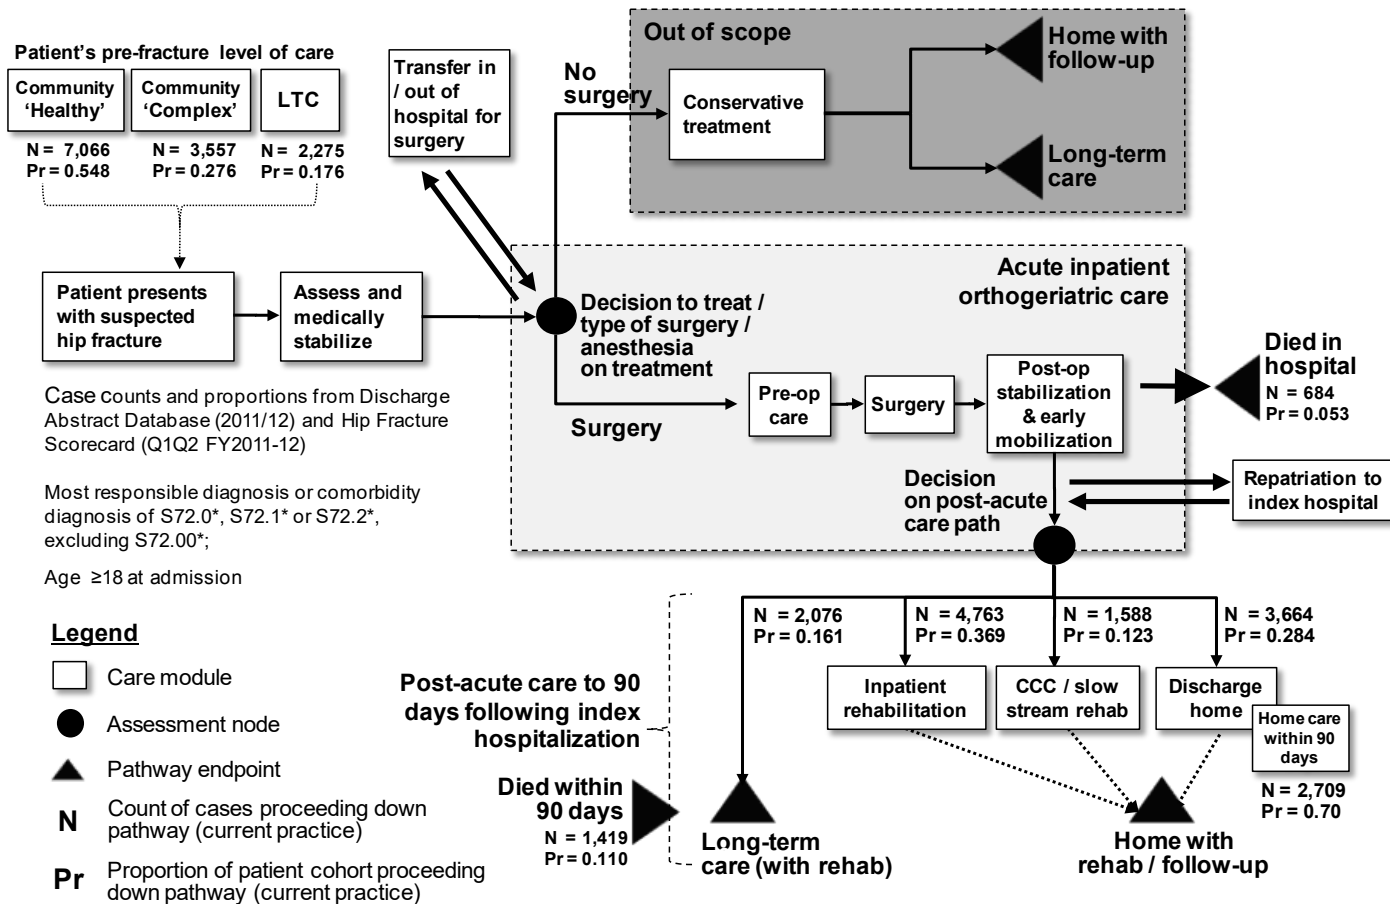 Patient's pre-fracture level of care
Community
'Healthy'
N = 7,066
Pr = 0.548
Community
'Complex'
N = 3,557
Pr = 0.276
LTC
N = 2,275
Pr = 0.176
Transfer in
/ out of
hospital for
surgery
No
surgery
Out of scope
Conservative
treatment
Home with
follow-up
Long-term
care
Patient presents
with suspected
hip fracture
Assess and
medically
stabilize
Acute inpatient
orthogeriatric care
Decision to treat /
type of surgery /
anesthesia
on treatment
Surgery
Pre-op
care
Surgery
Post-op
stabilization
& early
mobilization
Died in
hospital
N = 684
Pr = 0.053
Decision
on post-acute
care path
Repatriation to
index hospital
Case counts and proportions from Discharge
Abstract Database (2011/12) and Hip Fracture
Scorecard (Q1Q2 FY2011-12)
Most responsible diagnosis or comorbidity
diagnosis of S72.0*, S72.1* or S72.2*,
excluding S72.00*;
Age ≥18 at admission
Legend
Care module
Assessment node
Pathway endpoint
N Count of cases proceeding down
pathway (current practice)
Pr Proportion of patient cohort proceeding
down pathway (current practice)
Post-acute care to 90
days following index
hospitalization
Died within
90 days
N = 1,419
Pr = 0.110
N = 2,076
Pr = 0.161
N = 4,763
Pr = 0.369
N = 1,588
Pr = 0.123
N = 3,664
Pr = 0.284
Inpatient
rehabilitation
CCC / slow
stream rehab
Discharge
home
Home care
within 90
days
N = 2,709
Pr = 0.70
Long-term
care (with rehab)
Home with
rehab / follow-up